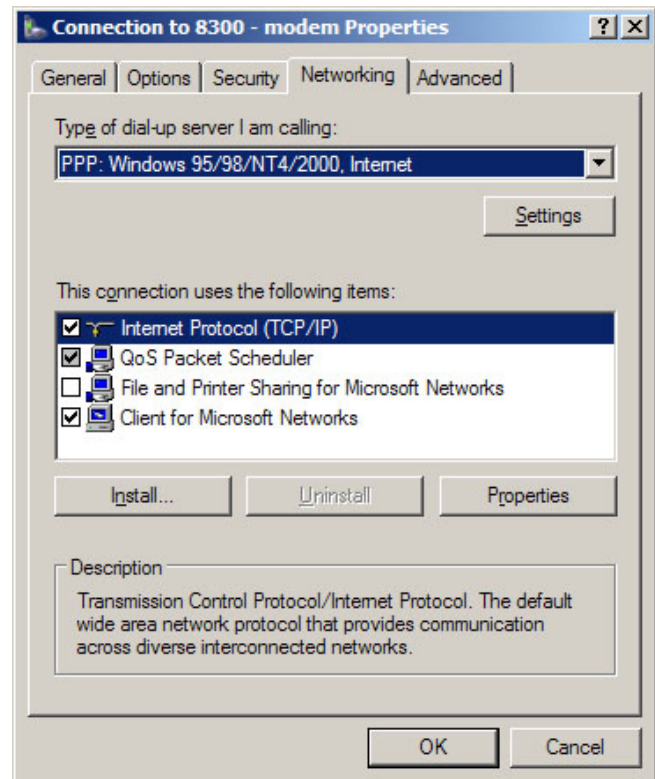 Connection to 8300 - modem Properties ? X
General Options Security Networking Advanced
Type of dial-up server I am calling:
PPP: Windows 95/98/NT4/2000, Internet
Settings
This connection uses the following items:
Internet Protocol (TCP/IP)
QoS Packet Scheduler
File and Printer Sharing for Microsoft Networks
Client for Microsoft Networks
Install... Uninstall Properties
Description
Transmission Control Protocol/Internet Protocol. The default
wide area network protocol that provides communication
across diverse interconnected networks.
OK Cancel